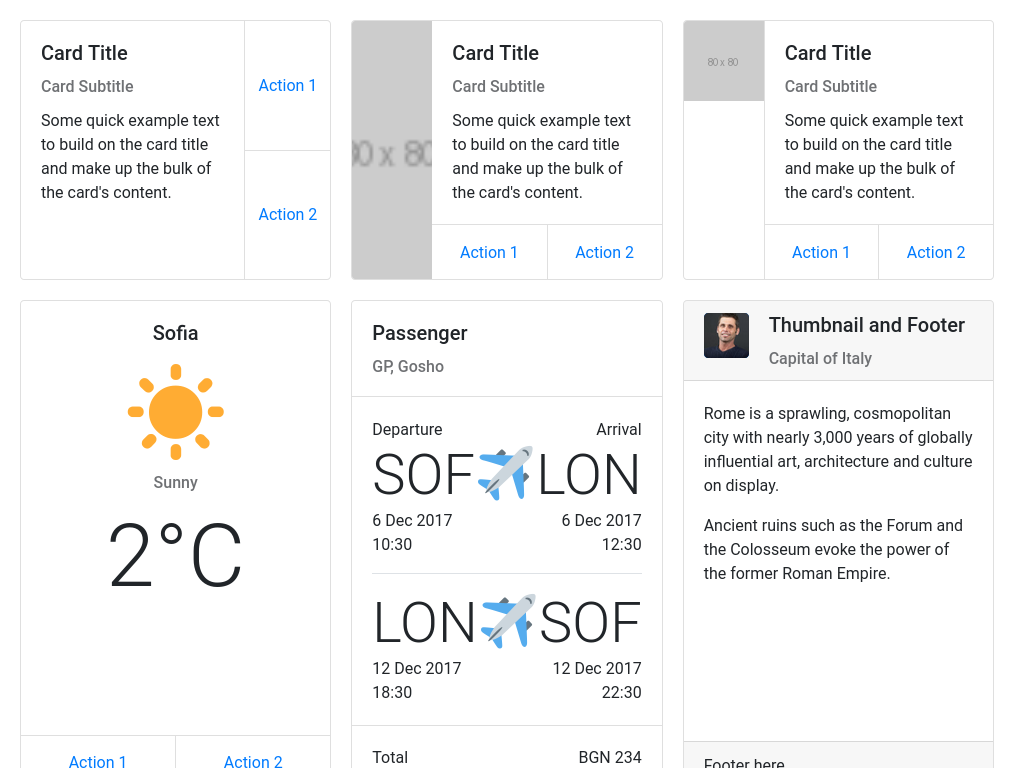 Card Title
Card Subtitle
Some quick example text
to build on the card title
and make up the bulk of
the card's content.
Action 1
Action 2
80 x 80
Card Title
Card Subtitle
Some quick example text
to build on the card title
and make up the bulk of
the card's content.
Action 1
Action 2
80 x 80
Card Title
Card Subtitle
Some quick example text
to build on the card title
and make up the bulk of
the card's content.
Action 1
Action 2
Sofia
Sunny
2°C
Action 1
Action 2
Passenger
GP, Gosho
Departure Arrival
SOF✈️LON
6 Dec 2017 6 Dec 2017
10:30 12:30
LON✈️SOF
12 Dec 2017 12 Dec 2017
18:30 22:30
Total BGN 234
Thumbnail and Footer
Capital of Italy
Rome is a sprawling, cosmopolitan
city with nearly 3,000 years of globally
influential art, architecture and culture
on display.
Ancient ruins such as the Forum and
the Colosseum evoke the power of
the former Roman Empire.
Footer here